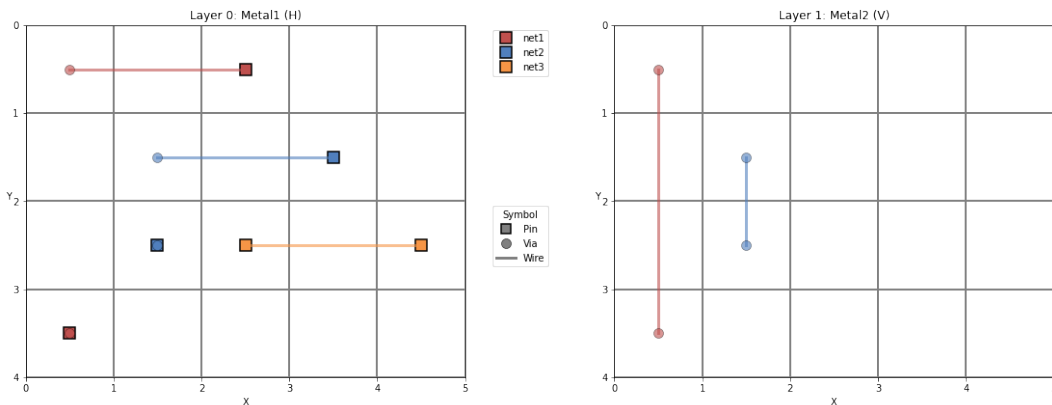 Layer 0: Metal1 (H)
0
1
Y
2
3
4
0 1 2 3 4 5
X
net1
net2
net3
Symbol
Pin
Via
Wire
Layer 1: Metal2 (V)
0
1
Y
2
3
4
0 1 2 3 4
X